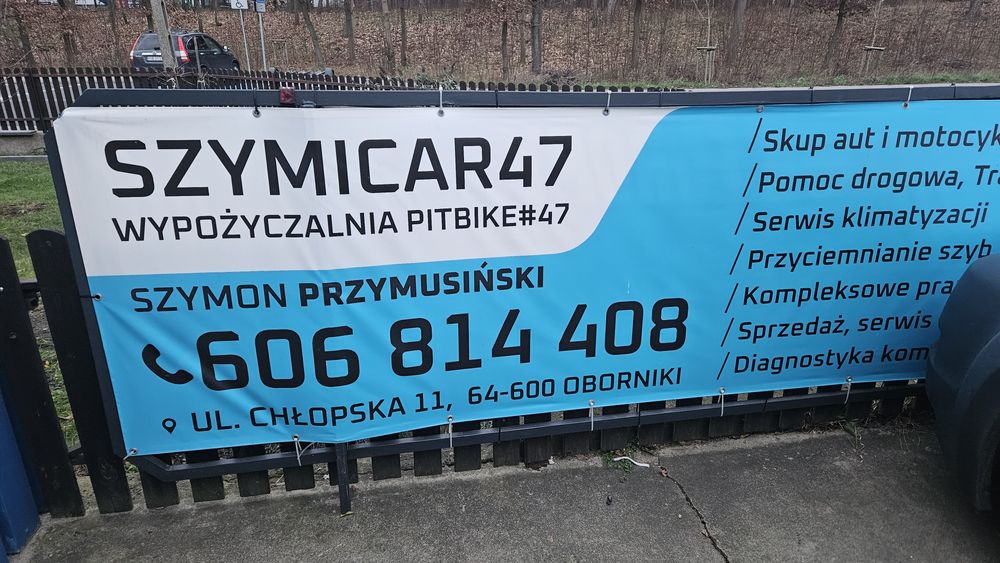 SZYMICAR47
WYPOŻYCZALNIA PITBIKE#47
SZYMON PRZYMUSIŃSKI
606 814 408
UL. CHŁOPSKA 11, 64-600 OBORNIKI
/Skup aut i
/Pomoc drogowa,
/Serwis klimatyzacji
/Przyciemnianie szyb
/Kompleksowe
/Sprzedaż, serwis
/Diagnostyka